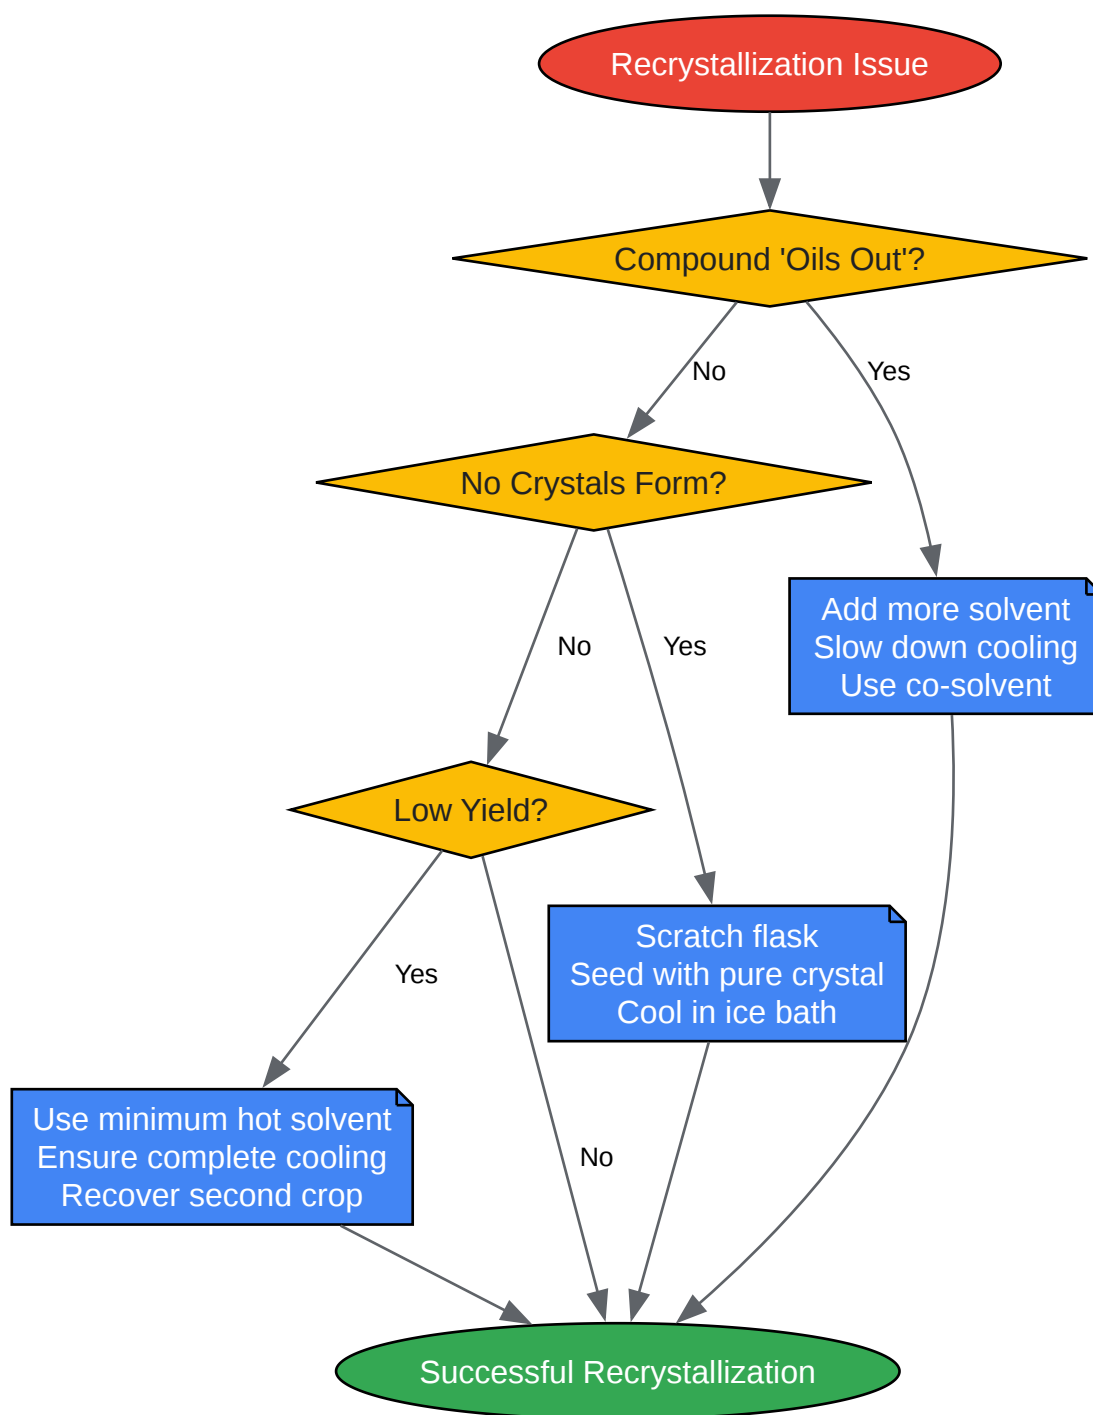 Recrystallization Issue
Compound 'Oils Out'?
No
Yes
No Crystals Form?
Add more solvent
Slow down cooling
Use co-solvent
No
Yes
Low Yield?
Scratch flask
Seed with pure crystal
Cool in ice bath
Yes
Use minimum hot solvent
Ensure complete cooling
Recover second crop
No
Successful Recrystallization